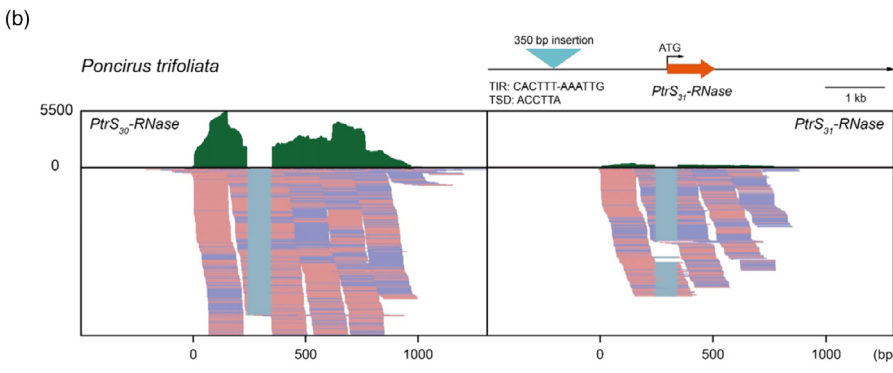 (b)
350 bp insertion
ATG
Poncirus trifoliata
TIR: CACTTT-AAATTG
TSD: ACCTTA
PtrS31-RNase
1 kb
5500
PtrS30-RNase
PtrS31-RNase
0
0 500 1000 0 500 1000 (bp